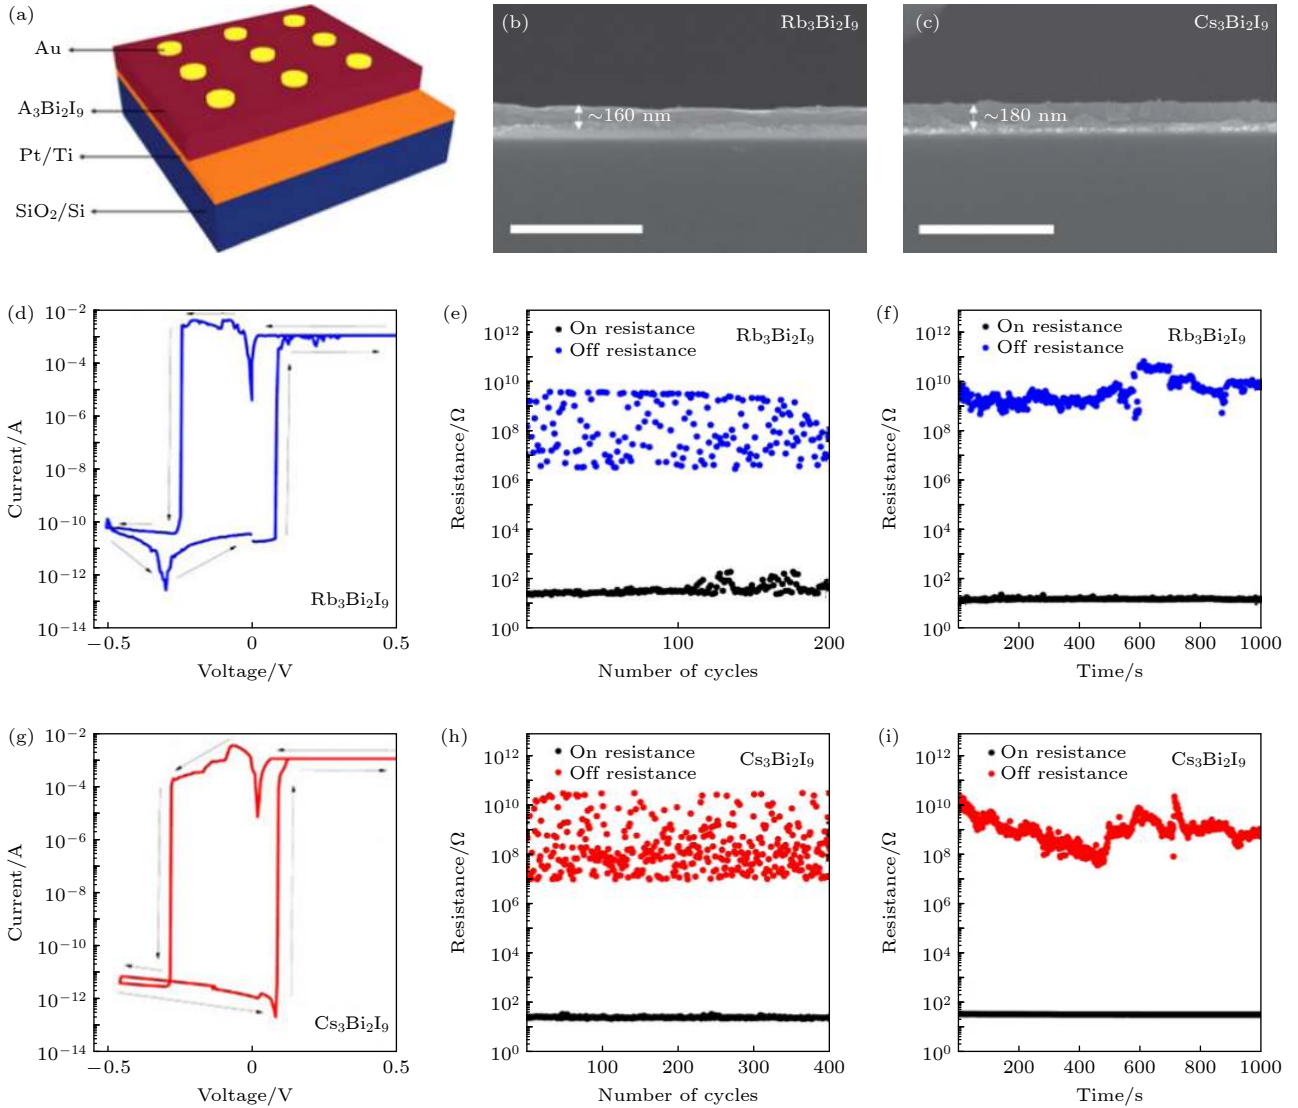 (a)
Au
A₃Bi₂I₉
Pt/Ti
SiO₂/Si
(b)
Rb₃Bi₂I₉
~160 nm
(c)
Cs₃Bi₂I₉
~180 nm
(d)
Current/A
10⁻²
10⁻⁴
10⁻⁶
10⁻⁸
10⁻¹⁰
10⁻¹²
10⁻¹⁴
Rb₃Bi₂I₉
−0.5 0 0.5
Voltage/V
(e)
Resistance/Ω
10¹²
10¹⁰
10⁸
10⁶
10⁴
10²
10⁰
On resistance
Off resistance
Rb₃Bi₂I₉
100 200
Number of cycles
(f)
Resistance/Ω
10¹²
10¹⁰
10⁸
10⁶
10⁴
10²
10⁰
On resistance
Off resistance
Rb₃Bi₂I₉
200 400 600 800 1000
Time/s
(g)
Current/A
10⁻²
10⁻⁴
10⁻⁶
10⁻⁸
10⁻¹⁰
10⁻¹²
10⁻¹⁴
Cs₃Bi₂I₉
−0.5 0 0.5
Voltage/V
(h)
Resistance/Ω
10¹²
10¹⁰
10⁸
10⁶
10⁴
10²
10⁰
On resistance
Off resistance
Cs₃Bi₂I₉
100 200 300 400
Number of cycles
(i)
Resistance/Ω
10¹²
10¹⁰
10⁸
10⁶
10⁴
10²
10⁰
On resistance
Off resistance
Cs₃Bi₂I₉
200 400 600 800 1000
Time/s